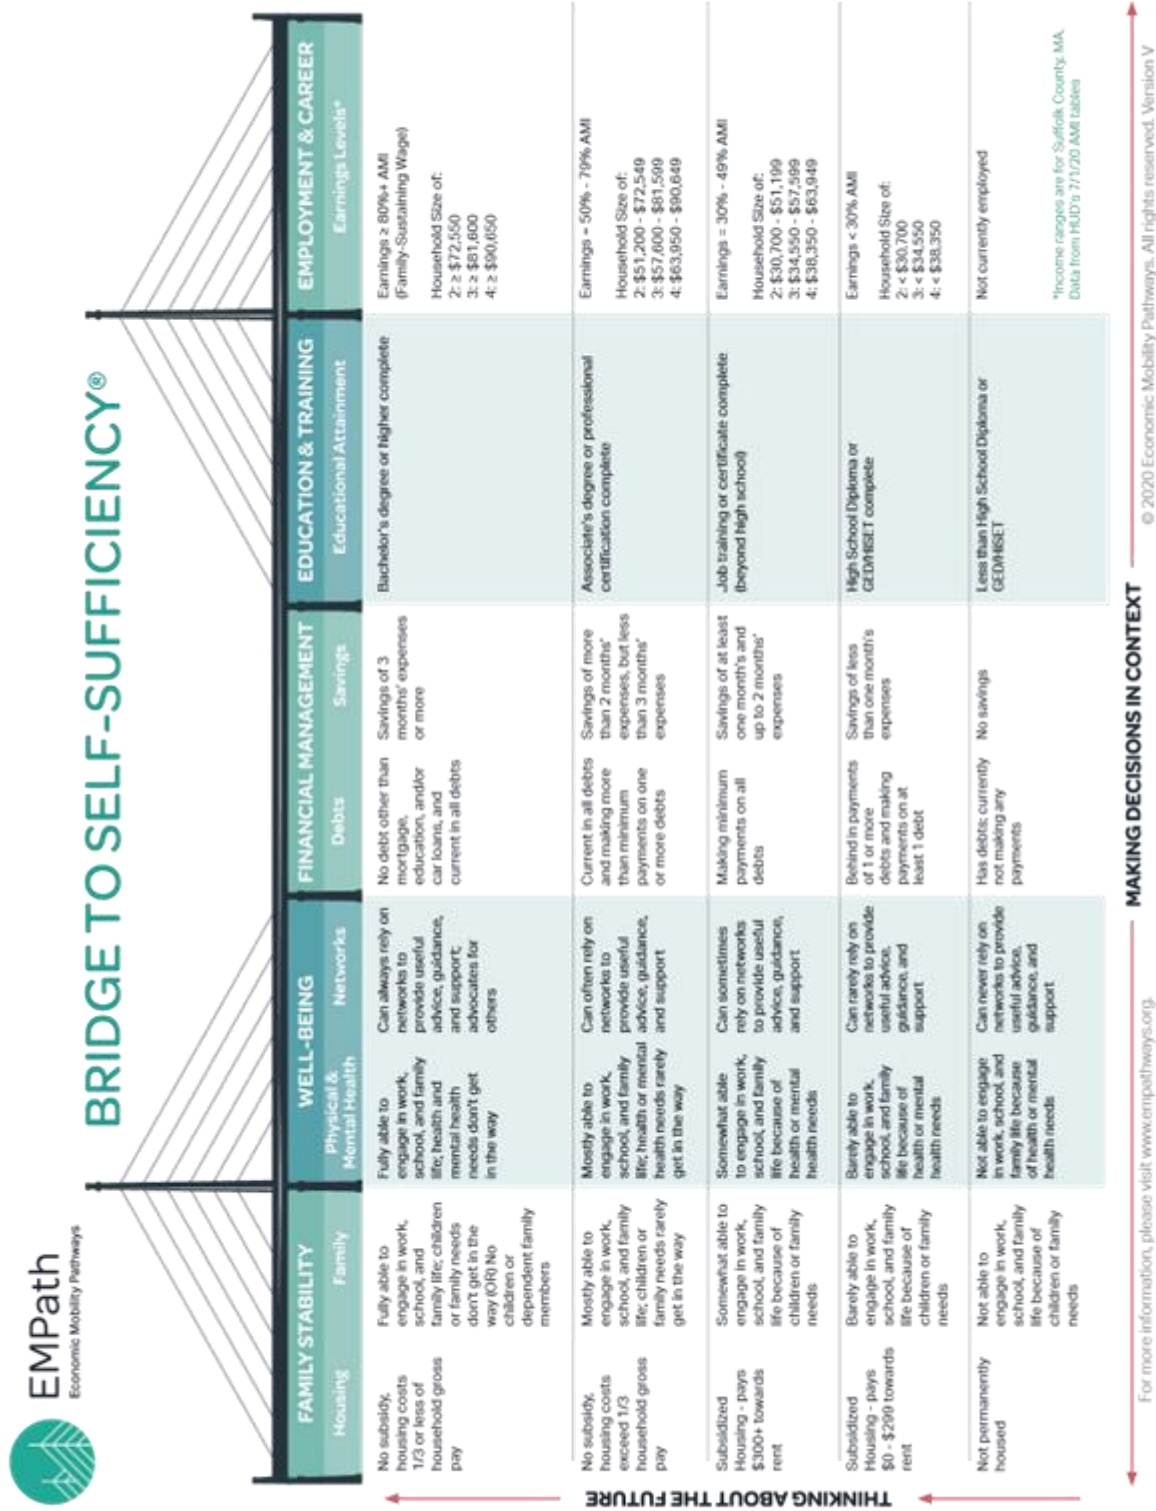 EMPath
Economic Mobility Pathways
BRIDGE TO SELF-SUFFICIENCY®
FAMILY STABILITY
Housing
Family
WELL-BEING
Physical &
Mental Health
Networks
FINANCIAL MANAGEMENT
Debts
Savings
EDUCATION & TRAINING
Educational Attainment
EMPLOYMENT & CAREER
Earnings Levels*
No subsidy,
housing costs
1/3 or less of
household gross
pay
Fully able to
engage in work,
school, and
family life; children
or family needs
don't get in the
way (OR) No
children or
dependent family
members
Fully able to
engage in work,
school, and family
life; health and
mental health
needs don't get
in the way
Can always rely on
networks to
provide useful
advice, guidance,
and support;
advocates for
others
No debt other than
mortgage,
education, and/or
car loans, and
current in all debts
Savings of 3
months' expenses
or more
Bachelor's degree or higher complete
Earnings ≥ 80%+ AMI
(Family-Sustaining Wage)
Household Size of:
2: ≥ $72,550
3: ≥ $81,600
4: ≥ $90,650
No subsidy,
housing costs
exceed 1/3
household gross
pay
Mostly able to
engage in work,
school, and family
life; children or
family needs rarely
get in the way
Mostly able to
engage in work,
school, and family
life; health or mental
health needs rarely
get in the way
Can often rely on
networks to
provide useful
advice, guidance,
and support
Current in all debts
and making more
than minimum
payments on one
or more debts
Savings of more
than 2 months'
expenses, but less
than 3 months'
expenses
Associate's degree or professional
certification complete
Earnings = 50% - 79% AMI
Household Size of:
2: $51,200 - $72,549
3: $57,600 - $81,599
4: $63,950 - $90,649
Subsidized
Housing - pays
$300+ towards
rent
Somewhat able to
engage in work,
school, and family
life because of
children or family
needs
Somewhat able
to engage in work,
school, and family
life because of
health or mental
health needs
Can sometimes
rely on networks
to provide useful
advice, guidance,
and support
Making minimum
payments on all
debts
Savings of at least
one month's and
up to 2 months'
expenses
Job training or certificate complete
(beyond high school)
Earnings = 30% - 49% AMI
Household Size of:
2: $30,700 - $51,199
3: $34,550 - $57,599
4: $38,350 - $63,949
Subsidized
Housing - pays
$0 - $299 towards
rent
Barely able to
engage in work,
school, and family
life because of
children or family
needs
Barely able to
engage in work,
school, and family
life because of
health or mental
health needs
Can rarely rely on
networks to provide
useful advice,
guidance, and
support
Behind in payments
of 1 or more
debts and making
payments on at
least 1 debt
Savings of less
than one month's
expenses
High School Diploma or
GED/HiSET complete
Earnings < 30% AMI
Household Size of:
2: < $30,700
3: < $34,550
4: < $38,350
Not permanently
housed
Not able to
engage in work,
school, and family
life because of
children or family
needs
Not able to engage
in work, school, and
family life because
of health or mental
health needs
Can never rely on
networks to provide
useful advice,
guidance, and
support
Has debts; currently
not making any
payments
No savings
Less than High School Diploma or
GED/HiSET
Not currently employed
*Income ranges are for Suffolk County, MA.
Data from HUD's 7/1/20 AMI tables
THINKING ABOUT THE FUTURE
MAKING DECISIONS IN CONTEXT
For more information, please visit www.empathways.org.
© 2020 Economic Mobility Pathways. All rights reserved. Version V